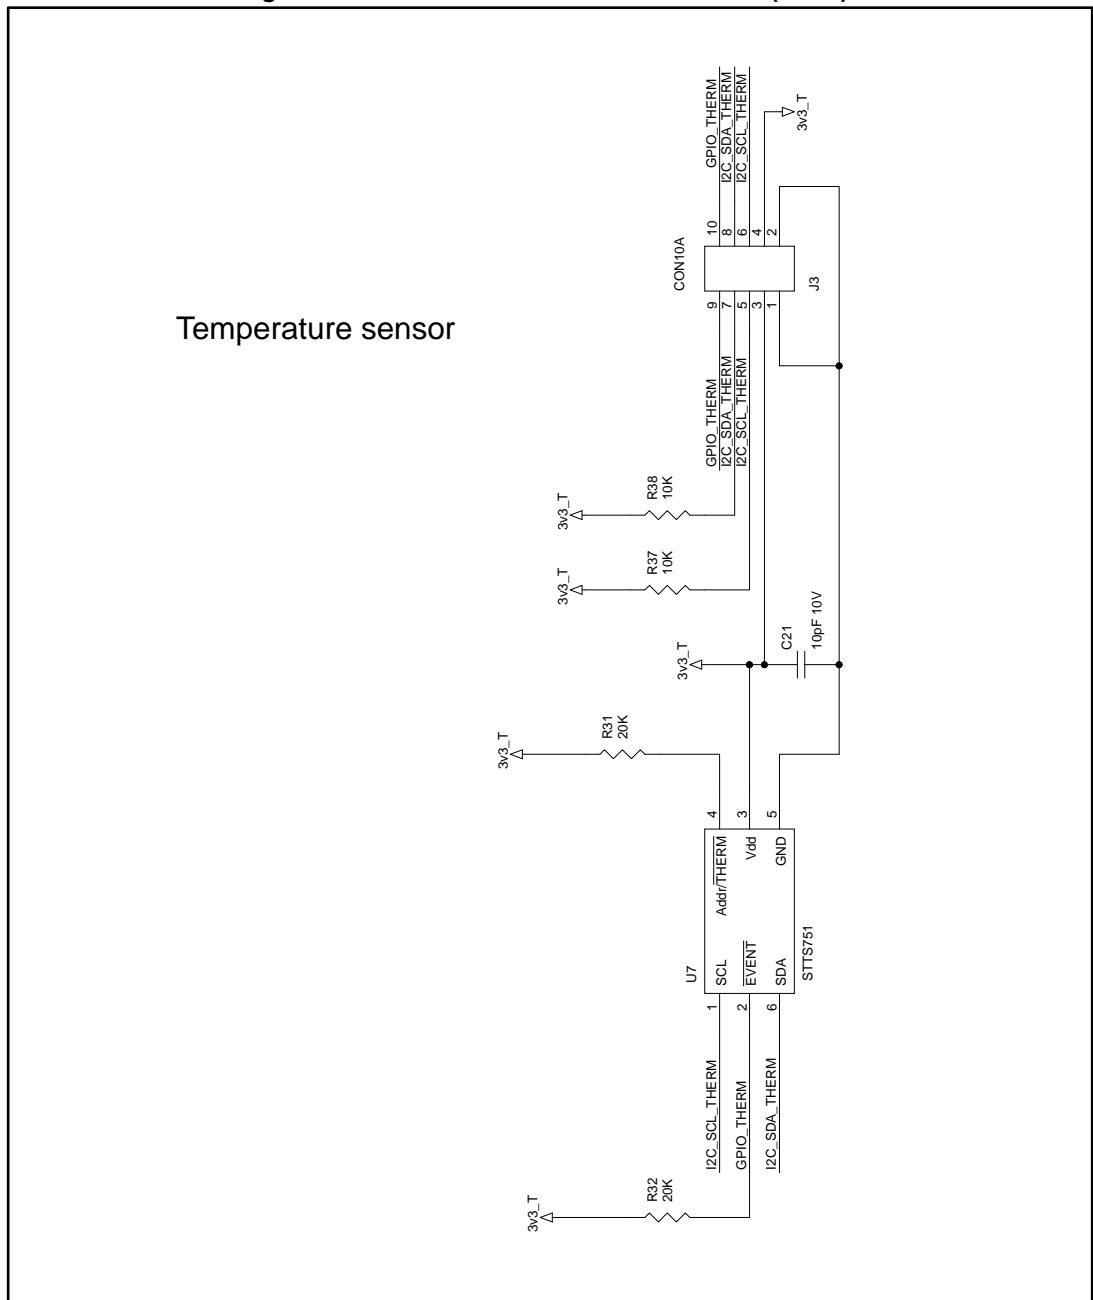 Temperature sensor
GPIO_THERM
I2C_SDA_THERM
I2C_SCL_THERM
3v3_T
10
8
6
4
2
CON10A
J3
9
7
5
3
1
GPIO_THERM
I2C_SDA_THERM
I2C_SCL_THERM
3v3_T
R38
10K
3v3_T
R37
10K
3v3_T
C21
10pF 10V
3v3_T
R31
20K
4
3
5
Addr/THERM
Vdd
GND
U7
SCL
EVENT
SDA
STTS751
1
2
6
I2C_SCL_THERM
GPIO_THERM
I2C_SDA_THERM
3v3_T
R32
20K